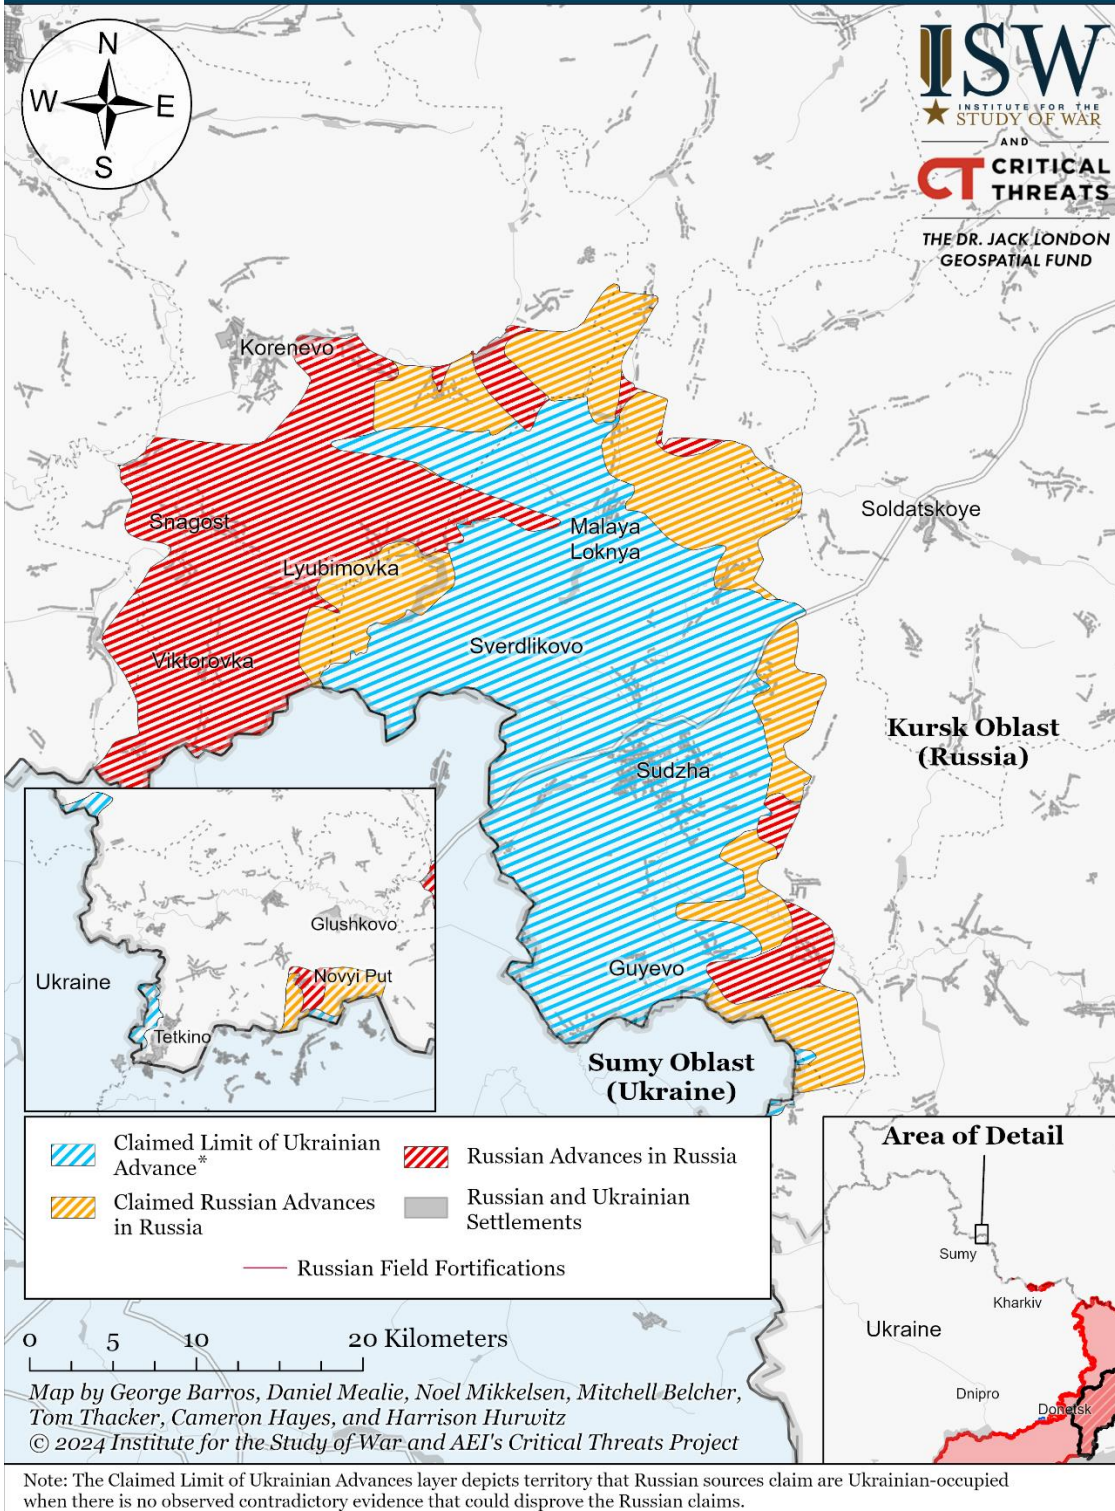 N
W E
S
ISW
INSTITUTE FOR THE
STUDY OF WAR
AND
CT CRITICAL
THREATS
THE DR. JACK LONDON
GEOSPATIAL FUND
Korenevo
Snagost
Lyubimovka
Malaya
Loknya
Soldatskoye
Viktorovka
Sverdlikovo
Kursk Oblast
(Russia)
Sudzha
Guyevo
Sumy Oblast
(Ukraine)
Glushkovo
Ukraine
Novyi Put
Tetkino
Claimed Limit of Ukrainian
Advance*
Russian Advances in Russia
Claimed Russian Advances
in Russia
Russian and Ukrainian
Settlements
Russian Field Fortifications
Area of Detail
Sumy
Kharkiv
Ukraine
Dnipro
Donetsk
0 5 10 20 Kilometers
Map by George Barros, Daniel Mealie, Noel Mikkelsen, Mitchell Belcher,
Tom Thacker, Cameron Hayes, and Harrison Hurwitz
© 2024 Institute for the Study of War and AEI's Critical Threats Project
Note: The Claimed Limit of Ukrainian Advances layer depicts territory that Russian sources claim are Ukrainian-occupied
when there is no observed contradictory evidence that could disprove the Russian claims.